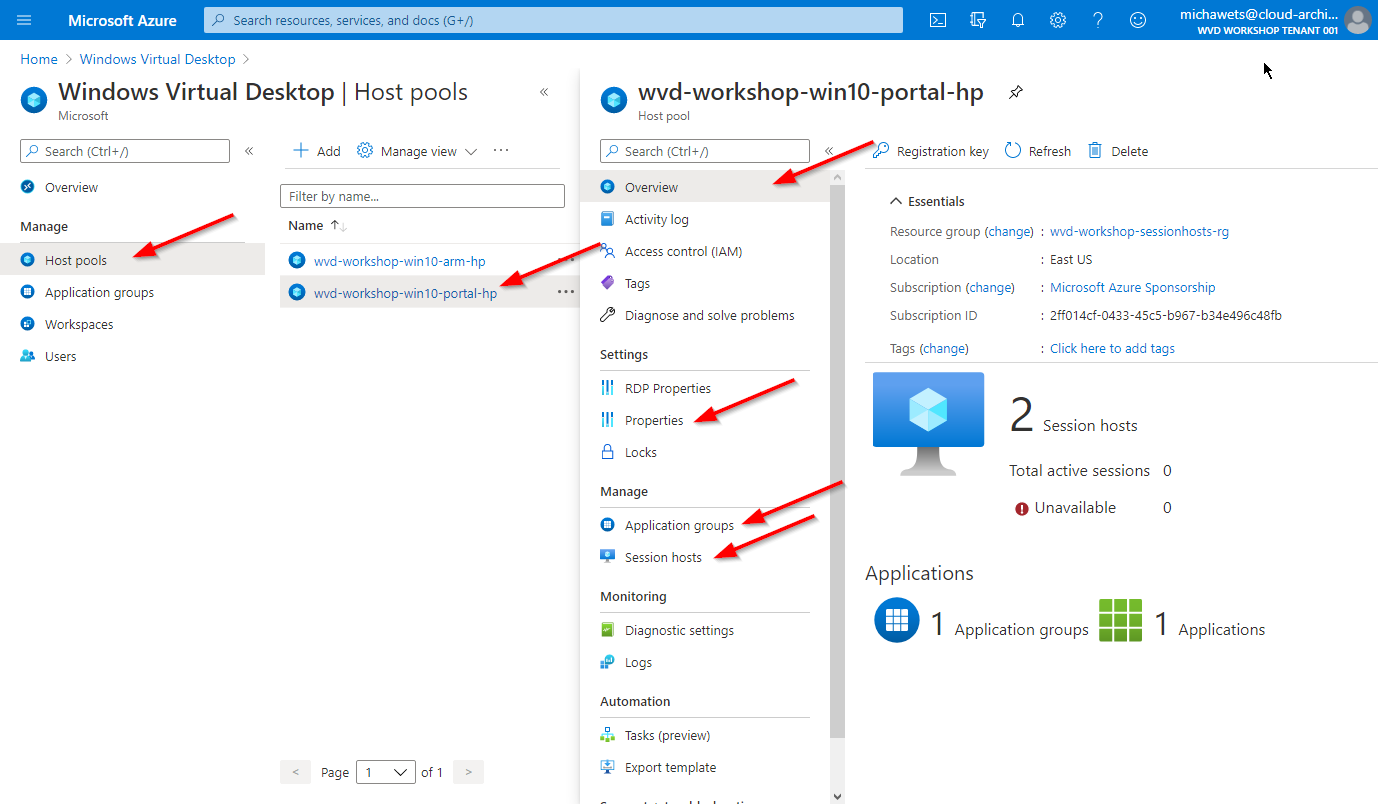 Microsoft Azure
Search resources, services, and docs (G+/)
michawets@cloud-archi...
WVD WORKSHOP TENANT 001
Home > Windows Virtual Desktop >
Windows Virtual Desktop | Host pools
Microsoft
Search (Ctrl+/)
Overview
Manage
Host pools
Application groups
Workspaces
Users
Add
Manage view
Filter by name...
Name
wvd-workshop-win10-arm-hp
wvd-workshop-win10-portal-hp
< Page 1 of 1 >
wvd-workshop-win10-portal-hp
Host pool
Search (Ctrl+/)
Overview
Activity log
Access control (IAM)
Tags
Diagnose and solve problems
Settings
RDP Properties
Properties
Locks
Manage
Application groups
Session hosts
Monitoring
Diagnostic settings
Logs
Automation
Tasks (preview)
Export template
Registration key
Refresh
Delete
Essentials
Resource group (change) : wvd-workshop-sessionhosts-rg
Location : East US
Subscription (change) : Microsoft Azure Sponsorship
Subscription ID : 2ff014cf-0433-45c5-b967-b34e496c48fb
Tags (change) : Click here to add tags
2 Session hosts
Total active sessions 0
Unavailable 0
Applications
1 Application groups
1 Applications